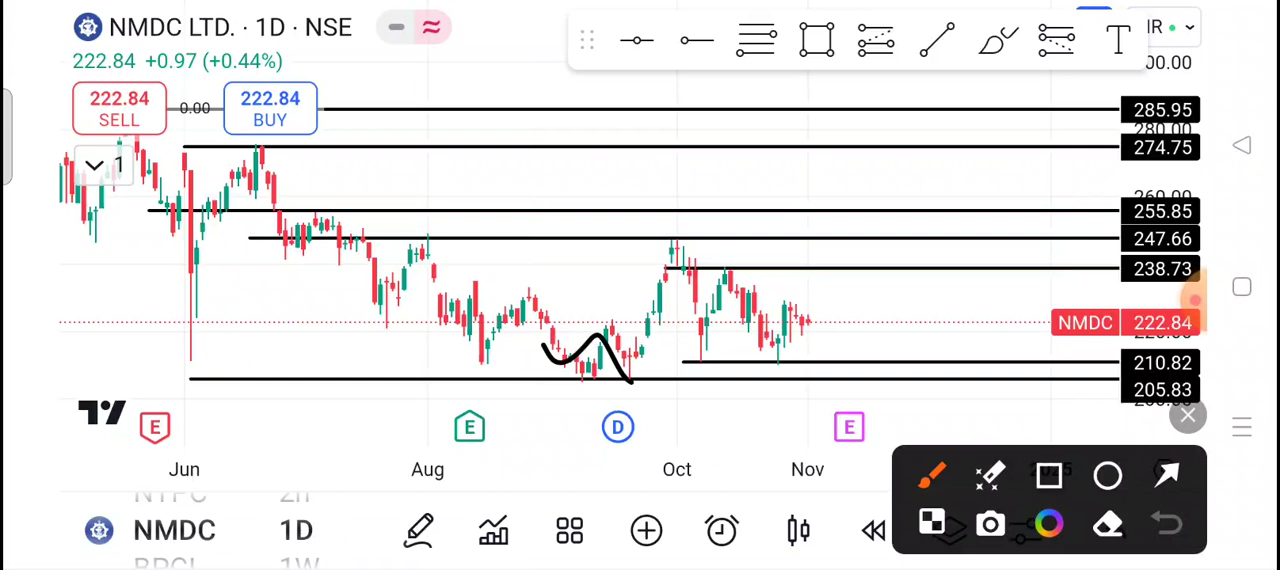 NMDC LTD. · 1D · NSE
222.84 +0.97 (+0.44%)
222.84
SELL
0.00
222.84
BUY
1
T
285.95
280.00
274.75
260.00
255.85
247.66
238.73
NMDC 222.84
210.82
205.83
E
E
D
E
Jun
Aug
Oct
Nov
2025
NTPC 2h
NMDC 1D
BPCL 1W